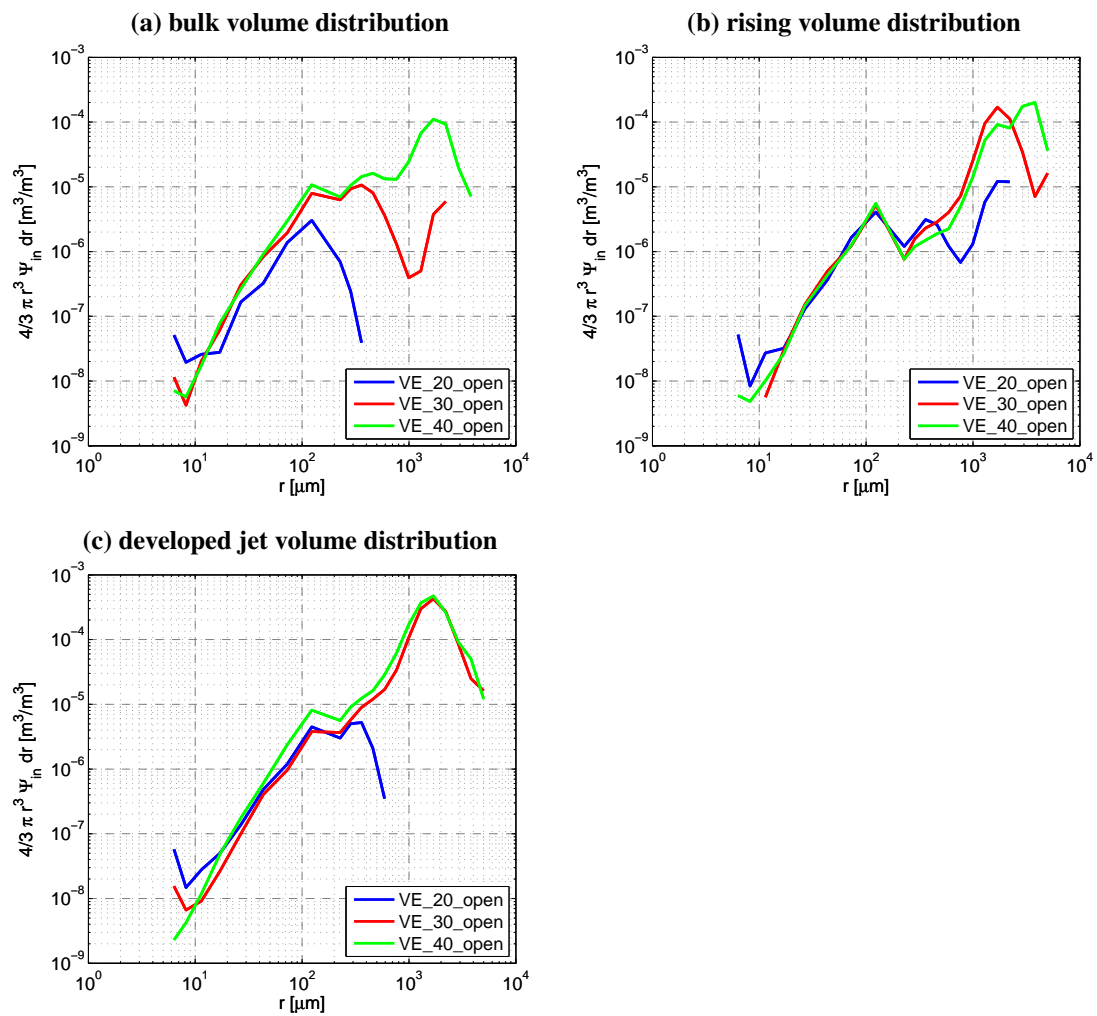 (a) bulk volume distribution
10⁻³
10⁻⁴
10⁻⁵
10⁻⁶
10⁻⁷
10⁻⁸
10⁻⁹
4/3 π r³ Ψ_in dr [m³/m³]
VE_20_open
VE_30_open
VE_40_open
10⁰ 10¹ 10² 10³ 10⁴
r [μm]
(b) rising volume distribution
10⁻³
10⁻⁴
10⁻⁵
10⁻⁶
10⁻⁷
10⁻⁸
10⁻⁹
4/3 π r³ Ψ_in dr [m³/m³]
VE_20_open
VE_30_open
VE_40_open
10⁰ 10¹ 10² 10³ 10⁴
r [μm]
(c) developed jet volume distribution
10⁻³
10⁻⁴
10⁻⁵
10⁻⁶
10⁻⁷
10⁻⁸
10⁻⁹
4/3 π r³ Ψ_in dr [m³/m³]
VE_20_open
VE_30_open
VE_40_open
10⁰ 10¹ 10² 10³ 10⁴
r [μm]